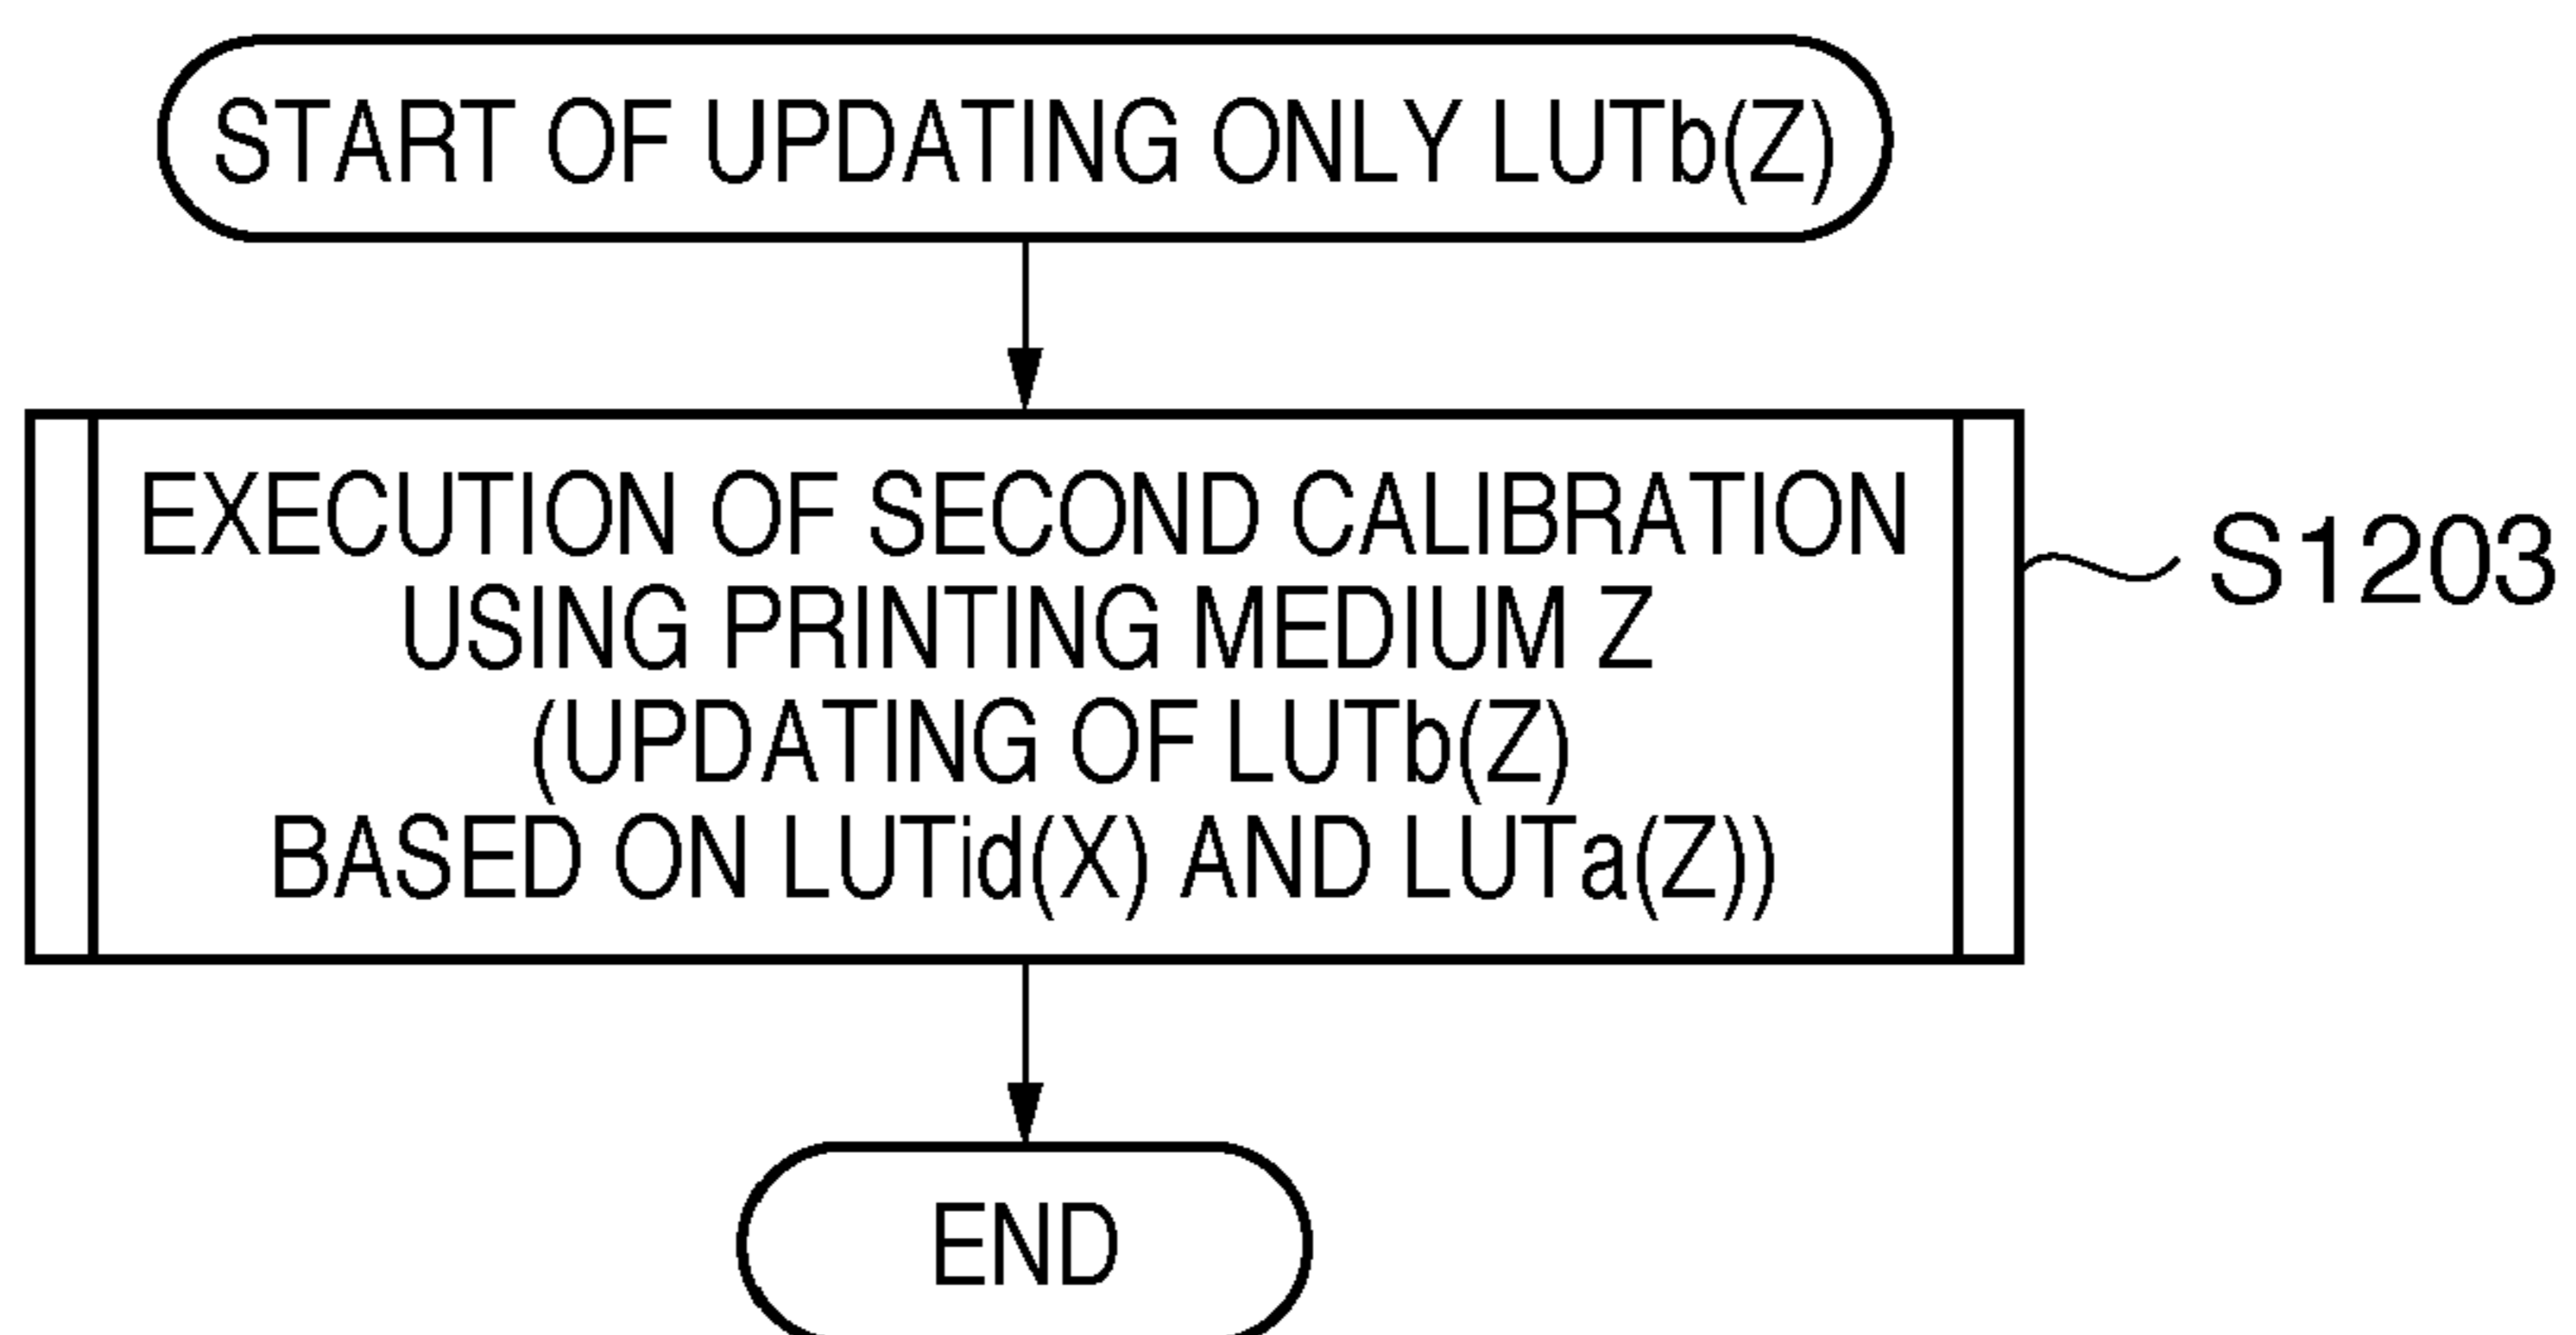 START OF UPDATING ONLY LUTb(Z)
EXECUTION OF SECOND CALIBRATION
USING PRINTING MEDIUM Z
(UPDATING OF LUTb(Z)
BASED ON LUTid(X) AND LUTa(Z))
S1203
END